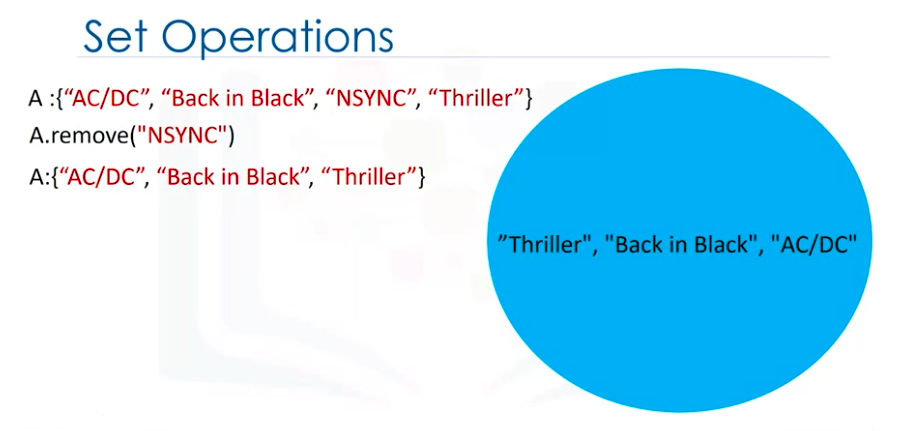 Set Operations
A :{“AC/DC”, “Back in Black”, “NSYNC”, “Thriller”}
A.remove("NSYNC")
A:{“AC/DC”, “Back in Black”, “Thriller”}
”Thriller", "Back in Black", "AC/DC"